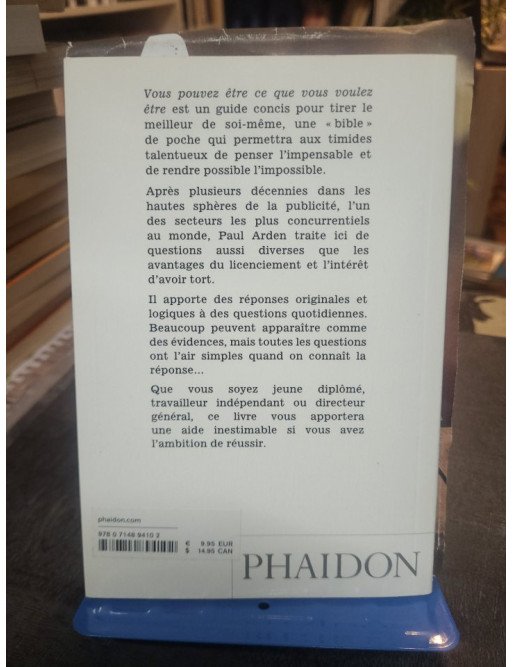 Vous pouvez être ce que vous voulez
être est un guide concis pour tirer le
meilleur de soi-même, une « bible »
de poche qui permettra aux timides
talentueux de penser l'impensable et
de rendre possible l'impossible.
Après plusieurs décennies dans les
hautes sphères de la publicité, l'un
des secteurs les plus concurrentiels
au monde, Paul Arden traite ici de
questions aussi diverses que les
avantages du licenciement et l'intérêt
d'avoir tort.
Il apporte des réponses originales et
logiques à des questions quotidiennes.
Beaucoup peuvent apparaître comme
des évidences, mais toutes les questions
ont l'air simples quand on connaît la
réponse...
Que vous soyez jeune diplômé,
travailleur indépendant ou directeur
général, ce livre vous apportera
une aide inestimable si vous avez
l'ambition de réussir.
phaidon.com
978 0 7148 9410 2
€ 9.95 EUR
$ 14.95 CAN
PHAIDON